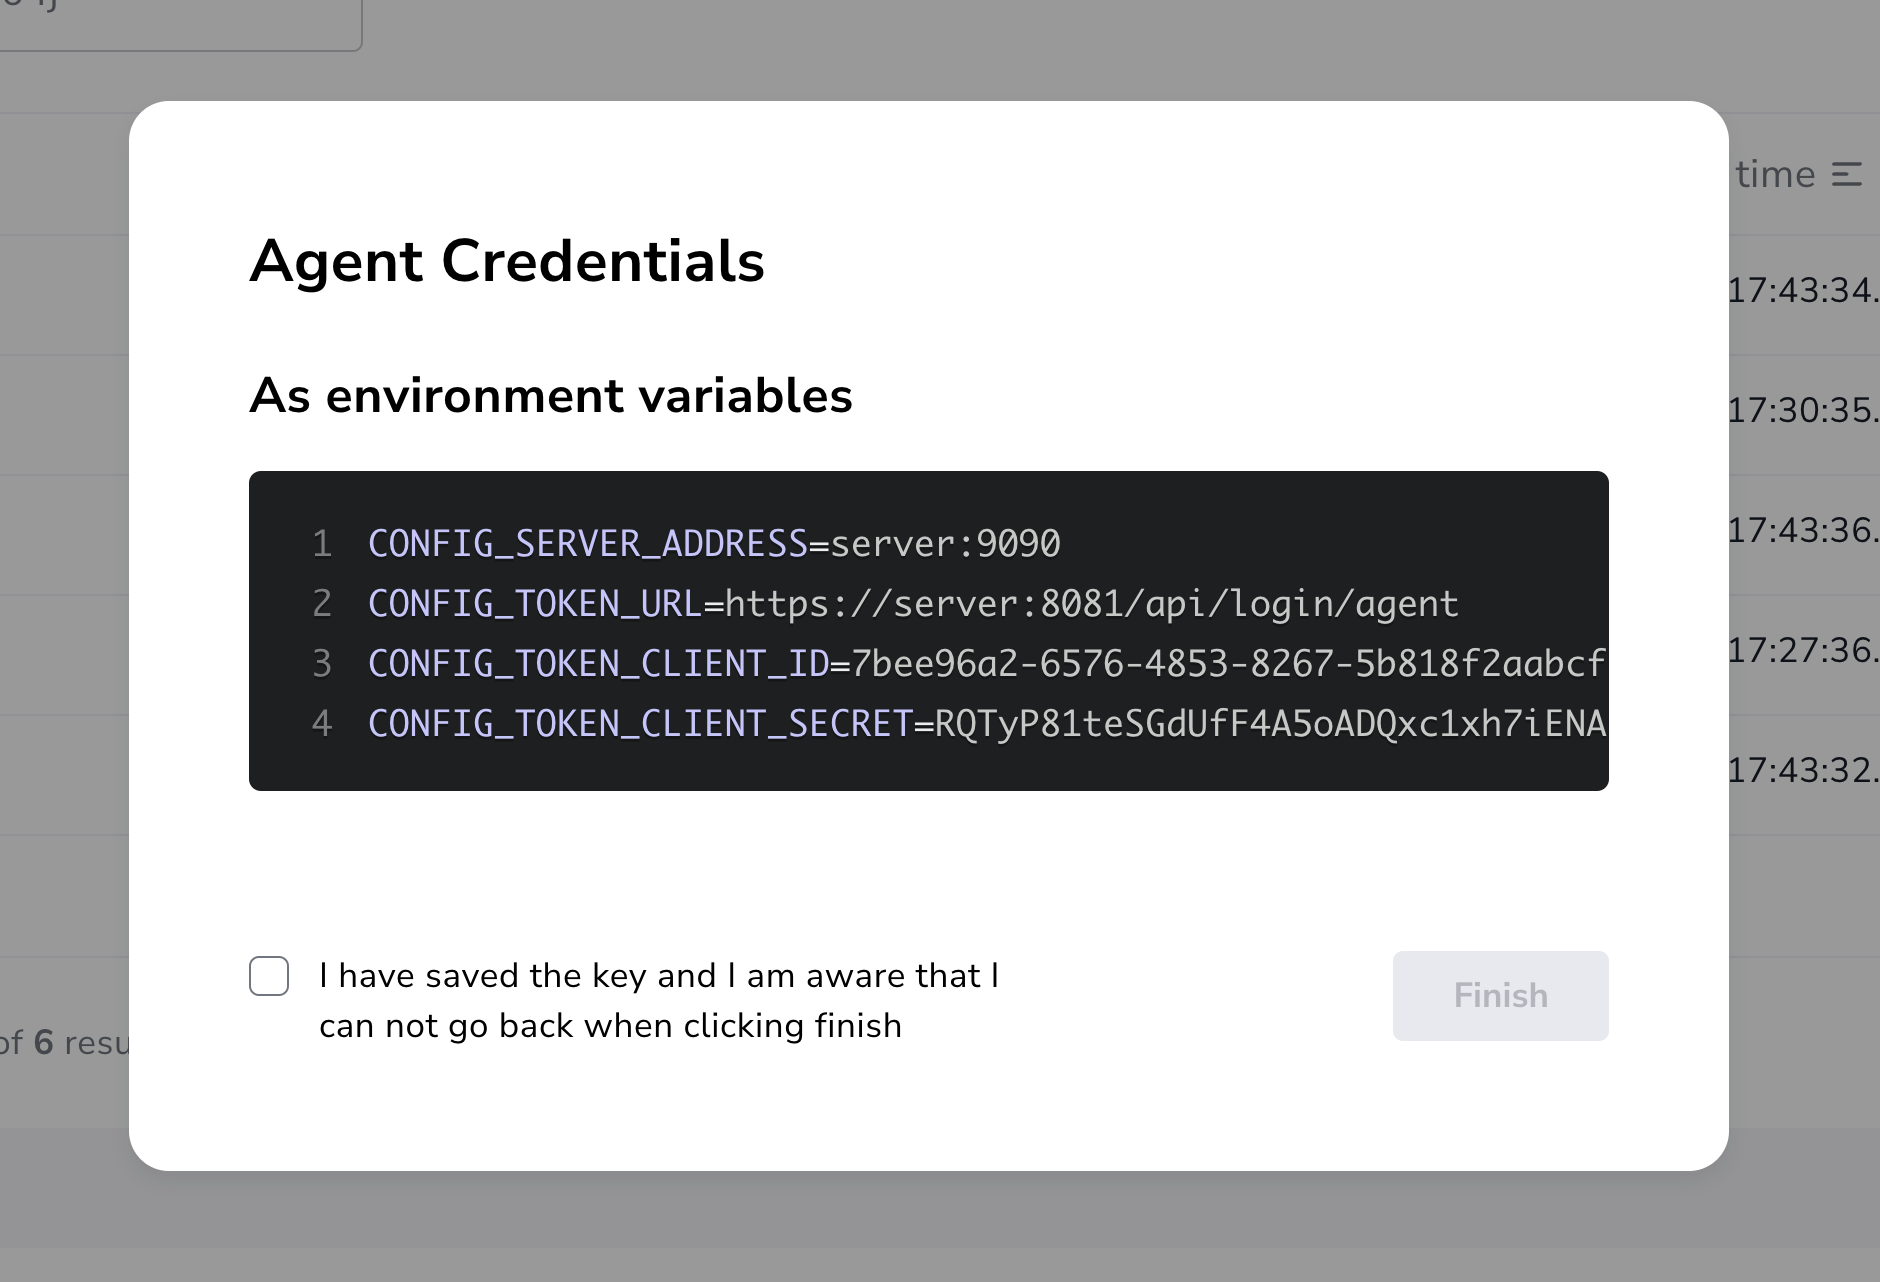 time
Agent Credentials
17:43:34.
As environment variables
17:30:35.
1 CONFIG_SERVER_ADDRESS=server:9090
17:43:36.
2 CONFIG_TOKEN_URL=https://server:8081/api/login/agent
3 CONFIG_TOKEN_CLIENT_ID=7bee96a2-6576-4853-8267-5b818f2aabcf
17:27:36.
4 CONFIG_TOKEN_CLIENT_SECRET=RQTyP81teSGdUfF4A5oADQxc1xh7iENA
17:43:32.
I have saved the key and I am aware that I
can not go back when clicking finish
Finish
of 6 resu